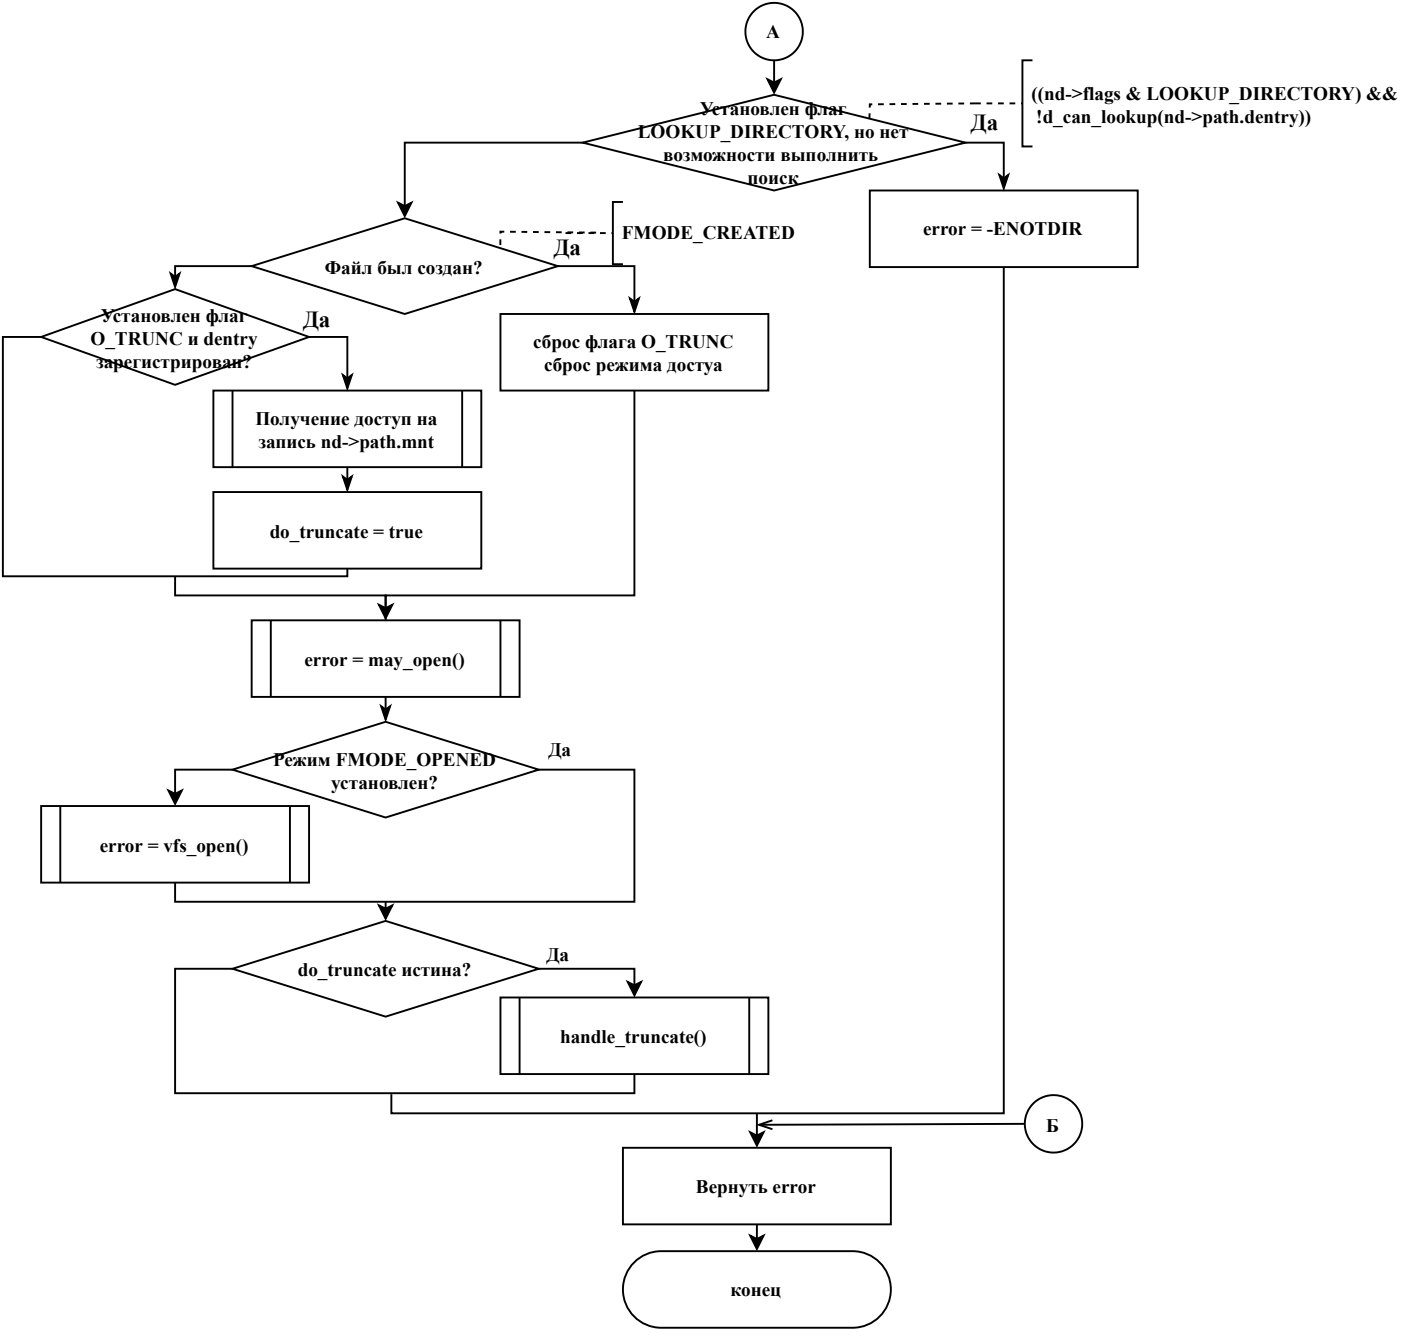 А
Установлен флаг
LOOKUP_DIRECTORY, но нет
возможности выполнить
поиск
Да
((nd->flags & LOOKUP_DIRECTORY) &&
!d_can_lookup(nd->path.dentry))
error = -ENOTDIR
Файл был создан?
Да
FMODE_CREATED
Установлен флаг
O_TRUNC и dentry
зарегистрирован?
Да
сброс флага O_TRUNC
сброс режима достуа
Получение доступ на
запись nd->path.mnt
do_truncate = true
error = may_open()
Режим FMODE_OPENED
установлен?
Да
error = vfs_open()
do_truncate истина?
Да
handle_truncate()
Б
Вернуть error
конец